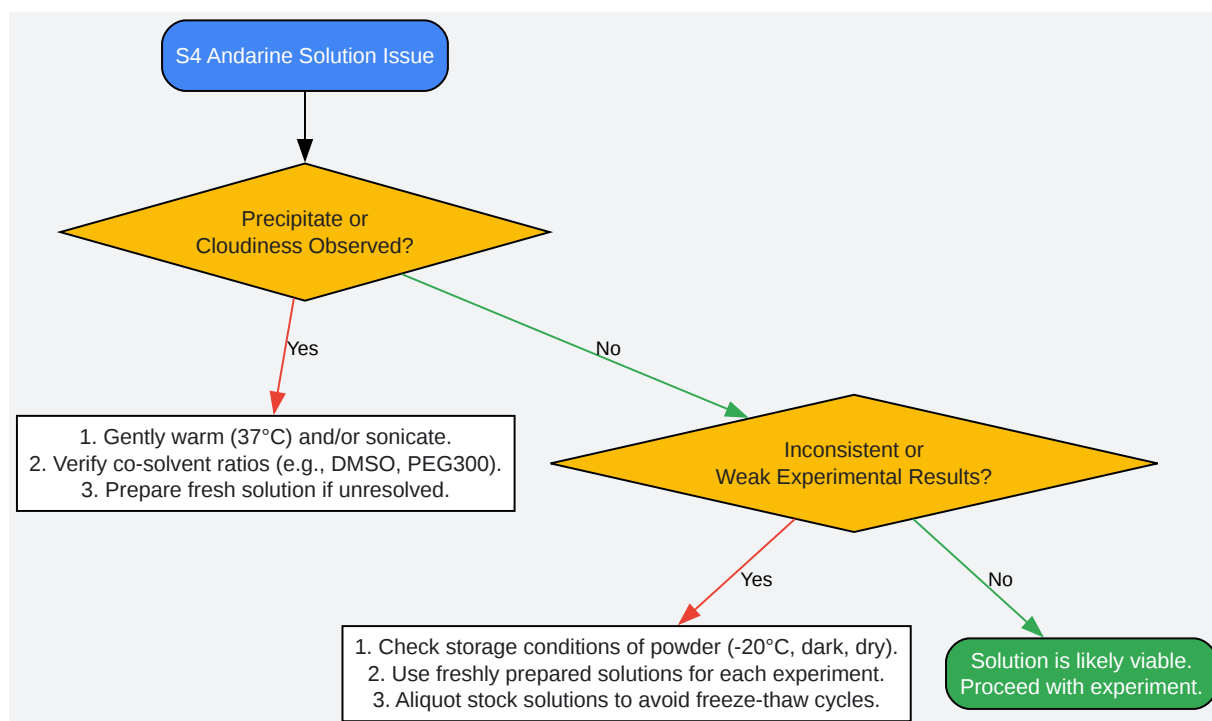 S4 Andarine Solution Issue
Precipitate or
Cloudiness Observed?
Yes
No
1. Gently warm (37°C) and/or sonicate.
2. Verify co-solvent ratios (e.g., DMSO, PEG300).
3. Prepare fresh solution if unresolved.
Inconsistent or
Weak Experimental Results?
Yes
No
1. Check storage conditions of powder (-20°C, dark, dry).
2. Use freshly prepared solutions for each experiment.
3. Aliquot stock solutions to avoid freeze-thaw cycles.
Solution is likely viable.
Proceed with experiment.